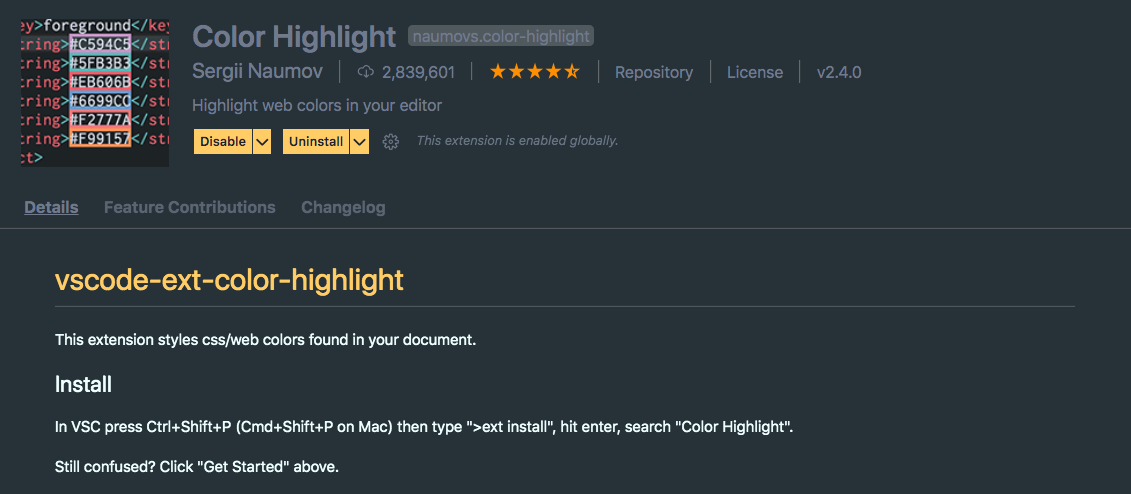 ey>foreground</key
tring>#C594C5</str
tring>#5FB3B3</str
tring>#EB606B</str
tring>#6699CC</str
tring>#F2777A</str
tring>#F99157</str
ct>
Color Highlight naumovs.color-highlight
Sergii Naumov 2,839,601 Repository License v2.4.0
Highlight web colors in your editor
Disable Uninstall This extension is enabled globally.
Details Feature Contributions Changelog
vscode-ext-color-highlight
This extension styles css/web colors found in your document.
Install
In VSC press Ctrl+Shift+P (Cmd+Shift+P on Mac) then type ">ext install", hit enter, search "Color Highlight".
Still confused? Click "Get Started" above.